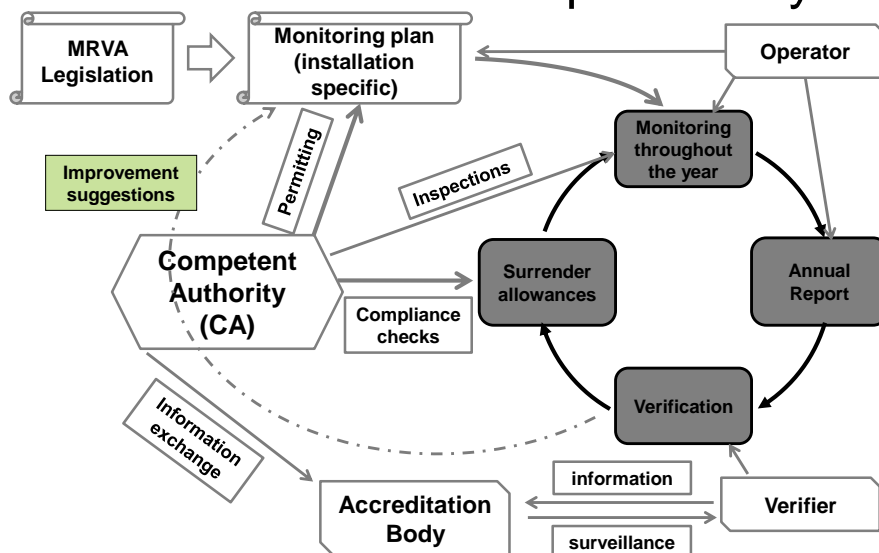 MRVA
Legislation
Monitoring plan
(installation
specific)
Operator
Monitoring
throughout
the year
Improvement
suggestions
Permitting
Inspections
Competent
Authority
(CA)
Surrender
allowances
Annual
Report
Compliance
checks
Verification
Information
exchange
information
Accreditation
Body
Verifier
surveillance